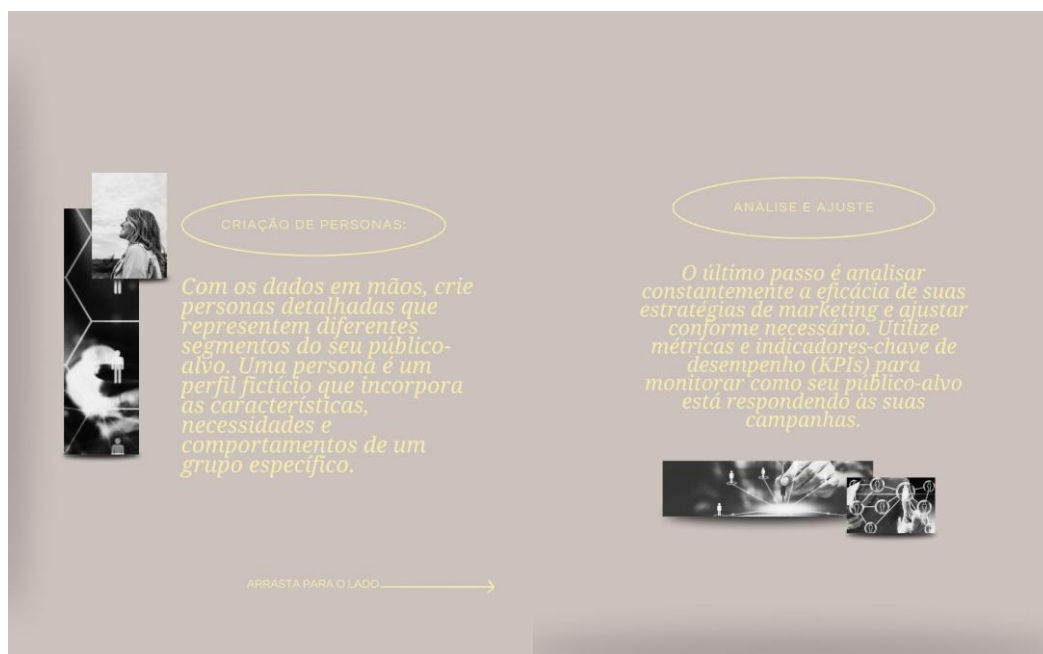 CRIAÇÃO DE PERSONAS:
Com os dados em mãos, crie
personas detalhadas que
representem diferentes
segmentos do seu público-
alvo. Uma persona é um
perfil fictício que incorpora
as características,
necessidades e
comportamentos de um
grupo específico.
ARRASTA PARA O LADO
ANÁLISE E AJUSTE
O último passo é analisar
constantemente a eficácia de suas
estratégias de marketing e ajustar
conforme necessário. Utilize
métricas e indicadores-chave de
desempenho (KPIs) para
monitorar como seu público-alvo
está respondendo às suas
campanhas.